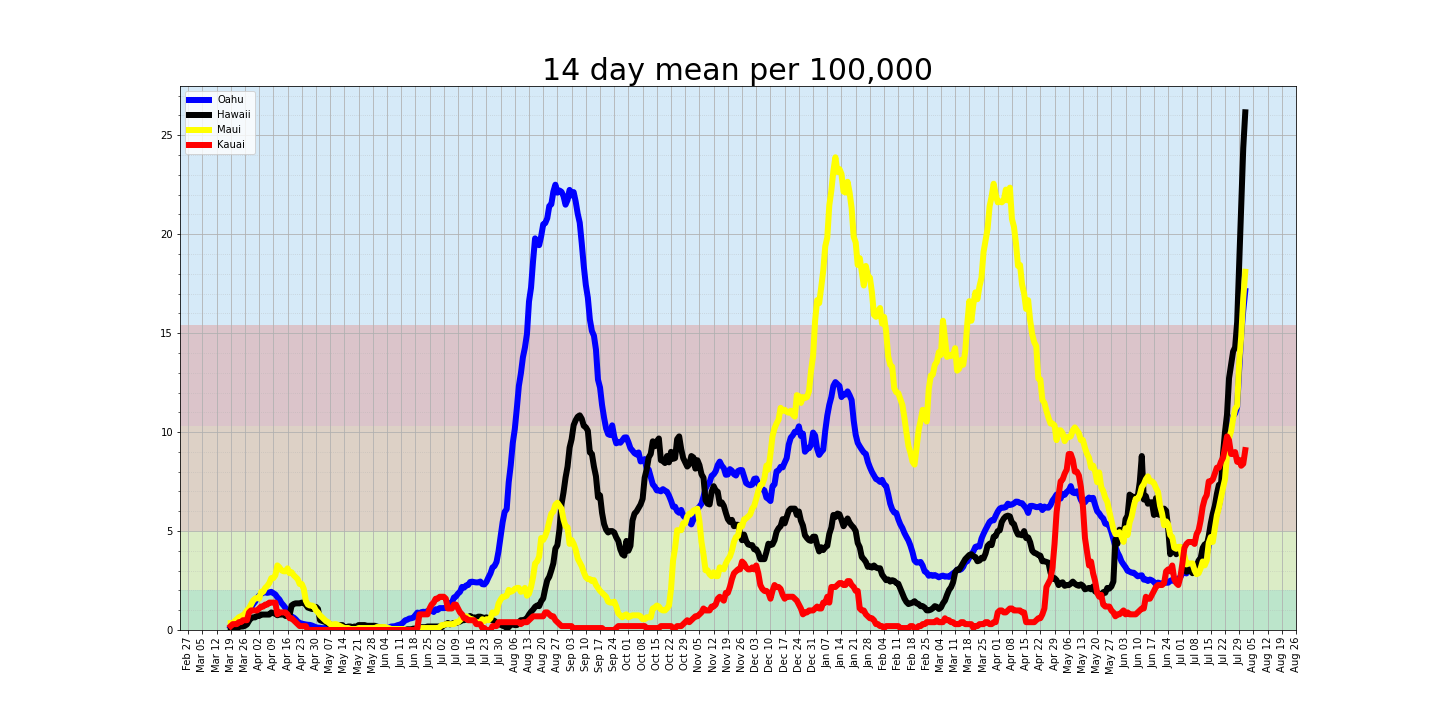 14 day mean per 100,000
Oahu
Hawaii
Maui
Kauai
25
20
15
10
5
0
Feb 27
Mar 05
Mar 12
Mar 19
Mar 26
Apr 02
Apr 09
Apr 16
Apr 23
Apr 30
May 07
May 14
May 21
May 28
Jun 04
Jun 11
Jun 18
Jun 25
Jul 02
Jul 09
Jul 16
Jul 23
Jul 30
Aug 06
Aug 13
Aug 20
Aug 27
Sep 03
Sep 10
Sep 17
Sep 24
Oct 01
Oct 08
Oct 15
Oct 22
Oct 29
Nov 05
Nov 12
Nov 19
Nov 26
Dec 03
Dec 10
Dec 17
Dec 24
Dec 31
Jan 07
Jan 14
Jan 21
Jan 28
Feb 04
Feb 11
Feb 18
Feb 25
Mar 04
Mar 11
Mar 18
Mar 25
Apr 01
Apr 08
Apr 15
Apr 22
Apr 29
May 06
May 13
May 20
May 27
Jun 03
Jun 10
Jun 17
Jun 24
Jul 01
Jul 08
Jul 15
Jul 22
Jul 29
Aug 05
Aug 12
Aug 19
Aug 26